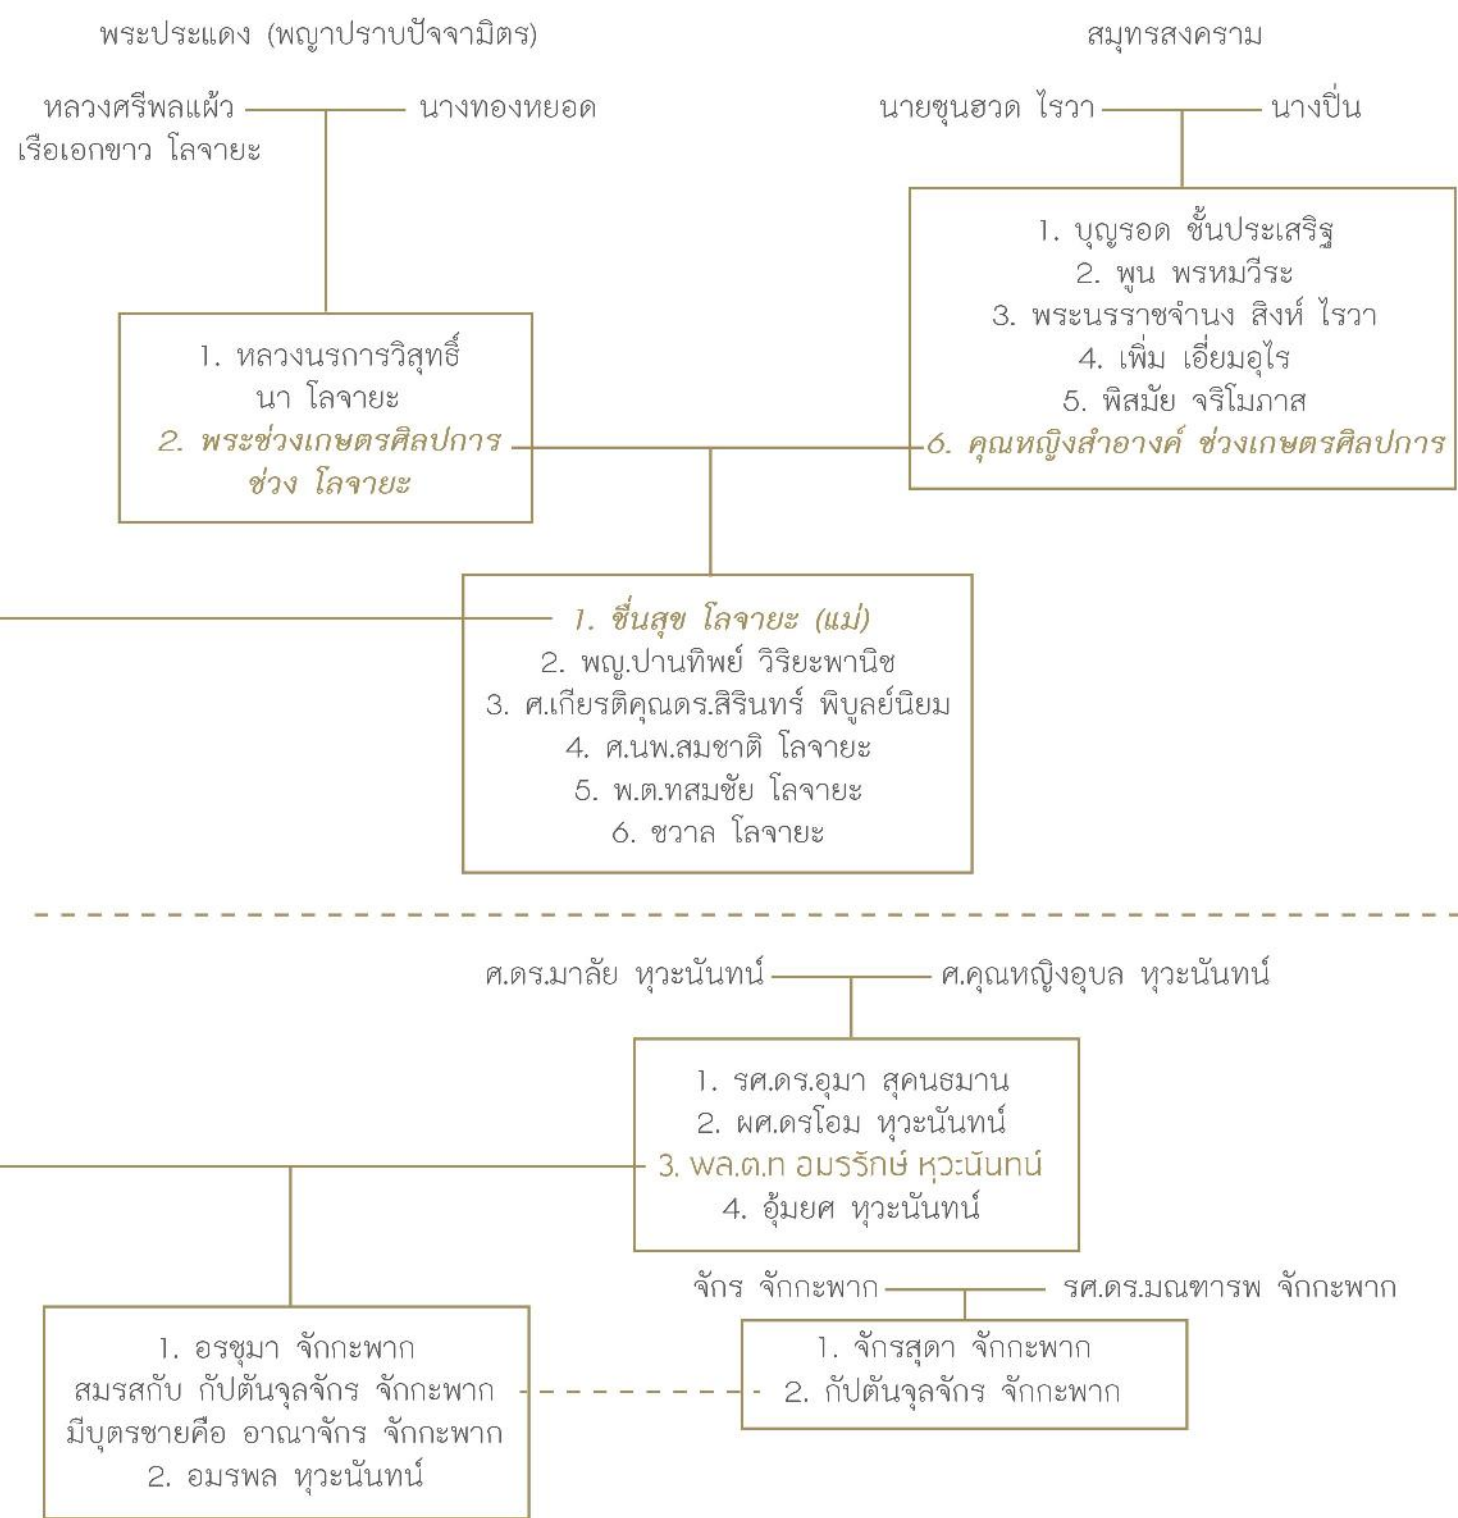 พระประแดง (พญาปราบปัจจามิตร)
สมุทรสงคราม
หลวงศรีพลแผ้ว
เรือเอกขาว โลจายะ
นางทองหยอด
นายซุนฮวด ไรวา
นางปิ่น
1. หลวงนรการวิสุทธิ์
นา โลจายะ
2. พระช่วงเกษตรศิลปการ
ช่วง โลจายะ
1. บุญรอด ชั้นประเสริฐ
2. พูน พรหมวีระ
3. พระนรราชจำนง สิงห์ ไรวา
4. เพิ่ม เอี่ยมอุไร
5. พิสมัย จริโมภาส
6. คุณหญิงสำอางค์ ช่วงเกษตรศิลปการ
1. ชื่นสุข โลจายะ (แม่)
2. พญ.ปานทิพย์ วิริยะพานิช
3. ศ.เกียรติคุณดร.สิรินทร์ พิบูลย์นิยม
4. ศ.นพ.สมชาติ โลจายะ
5. พ.ต.ทสมชัย โลจายะ
6. ชวาล โลจายะ
ศ.ดร.มาลัย หุวะนันทน์
ศ.คุณหญิงอุบล หุวะนันทน์
1. รศ.ดร.อุมา สุคนธมาน
2. ผศ.ดรโอม หุวะนันทน์
3. พล.ต.ท อมรรักษ์ หุวะนันทน์
4. อุ้มยศ หุวะนันทน์
จักร จักกะพาก
รศ.ดร.มณฑารพ จักกะพาก
1. จักรสุดา จักกะพาก
2. กัปตันจุลจักร จักกะพาก
1. อรชุมา จักกะพาก
สมรสกับ กัปตันจุลจักร จักกะพาก
มีบุตรชายคือ อาณาจักร จักกะพาก
2. อมรพล หุวะนันทน์